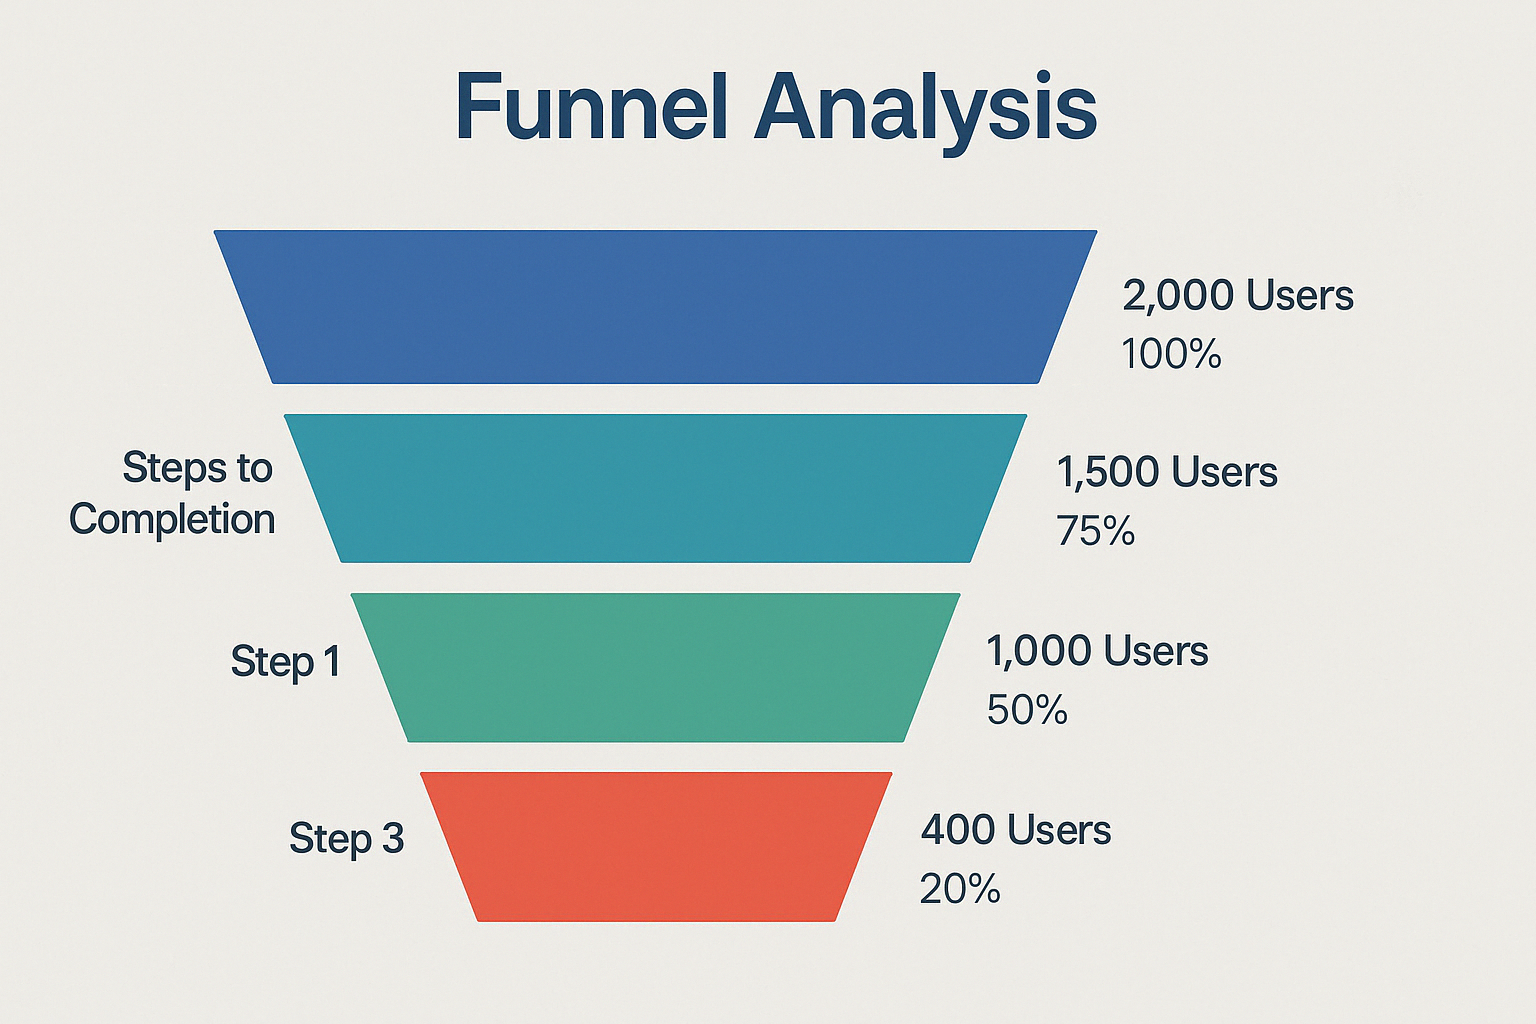 Funnel Analysis
2,000 Users
100%
Steps to
Completion
1,500 Users
75%
Step 1
1,000 Users
50%
Step 3
400 Users
20%